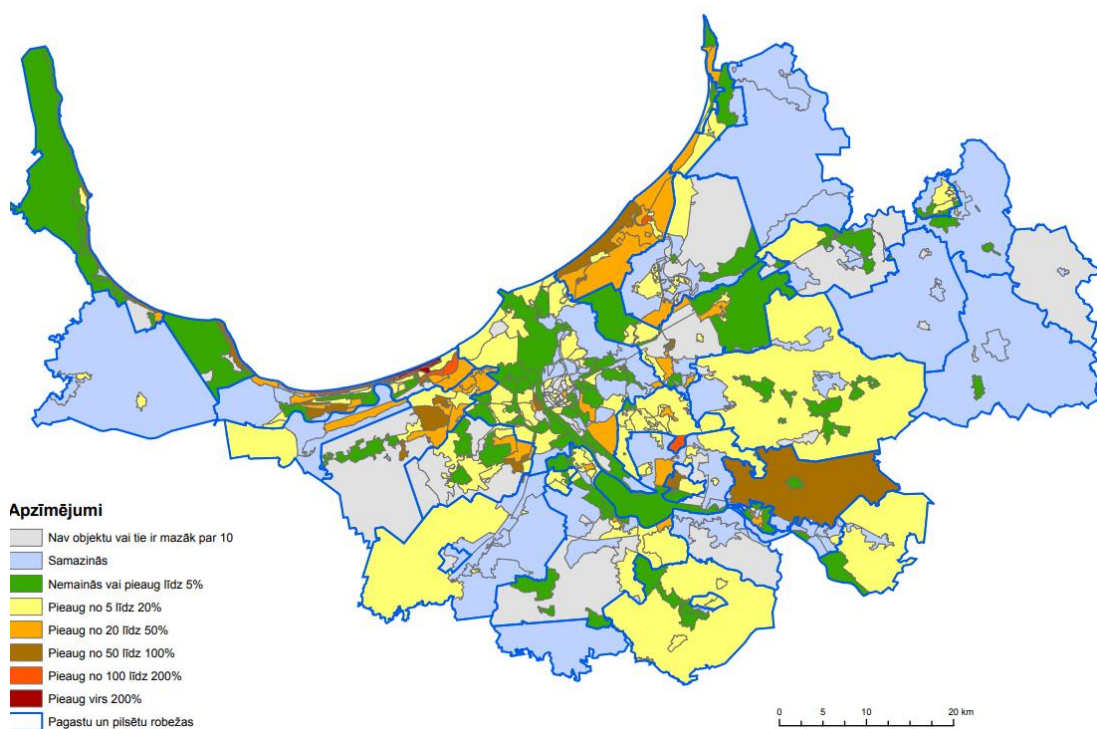 Apzīmējumi
Nav objektu vai tie ir mazāk par 10
Samazinās
Nemainās vai pieaug līdz 5%
Pieaug no 5 līdz 20%
Pieaug no 20 līdz 50%
Pieaug no 50 līdz 100%
Pieaug no 100 līdz 200%
Pieaug virs 200%
Pagastu un pilsētu robežas
0 5 10 20 km